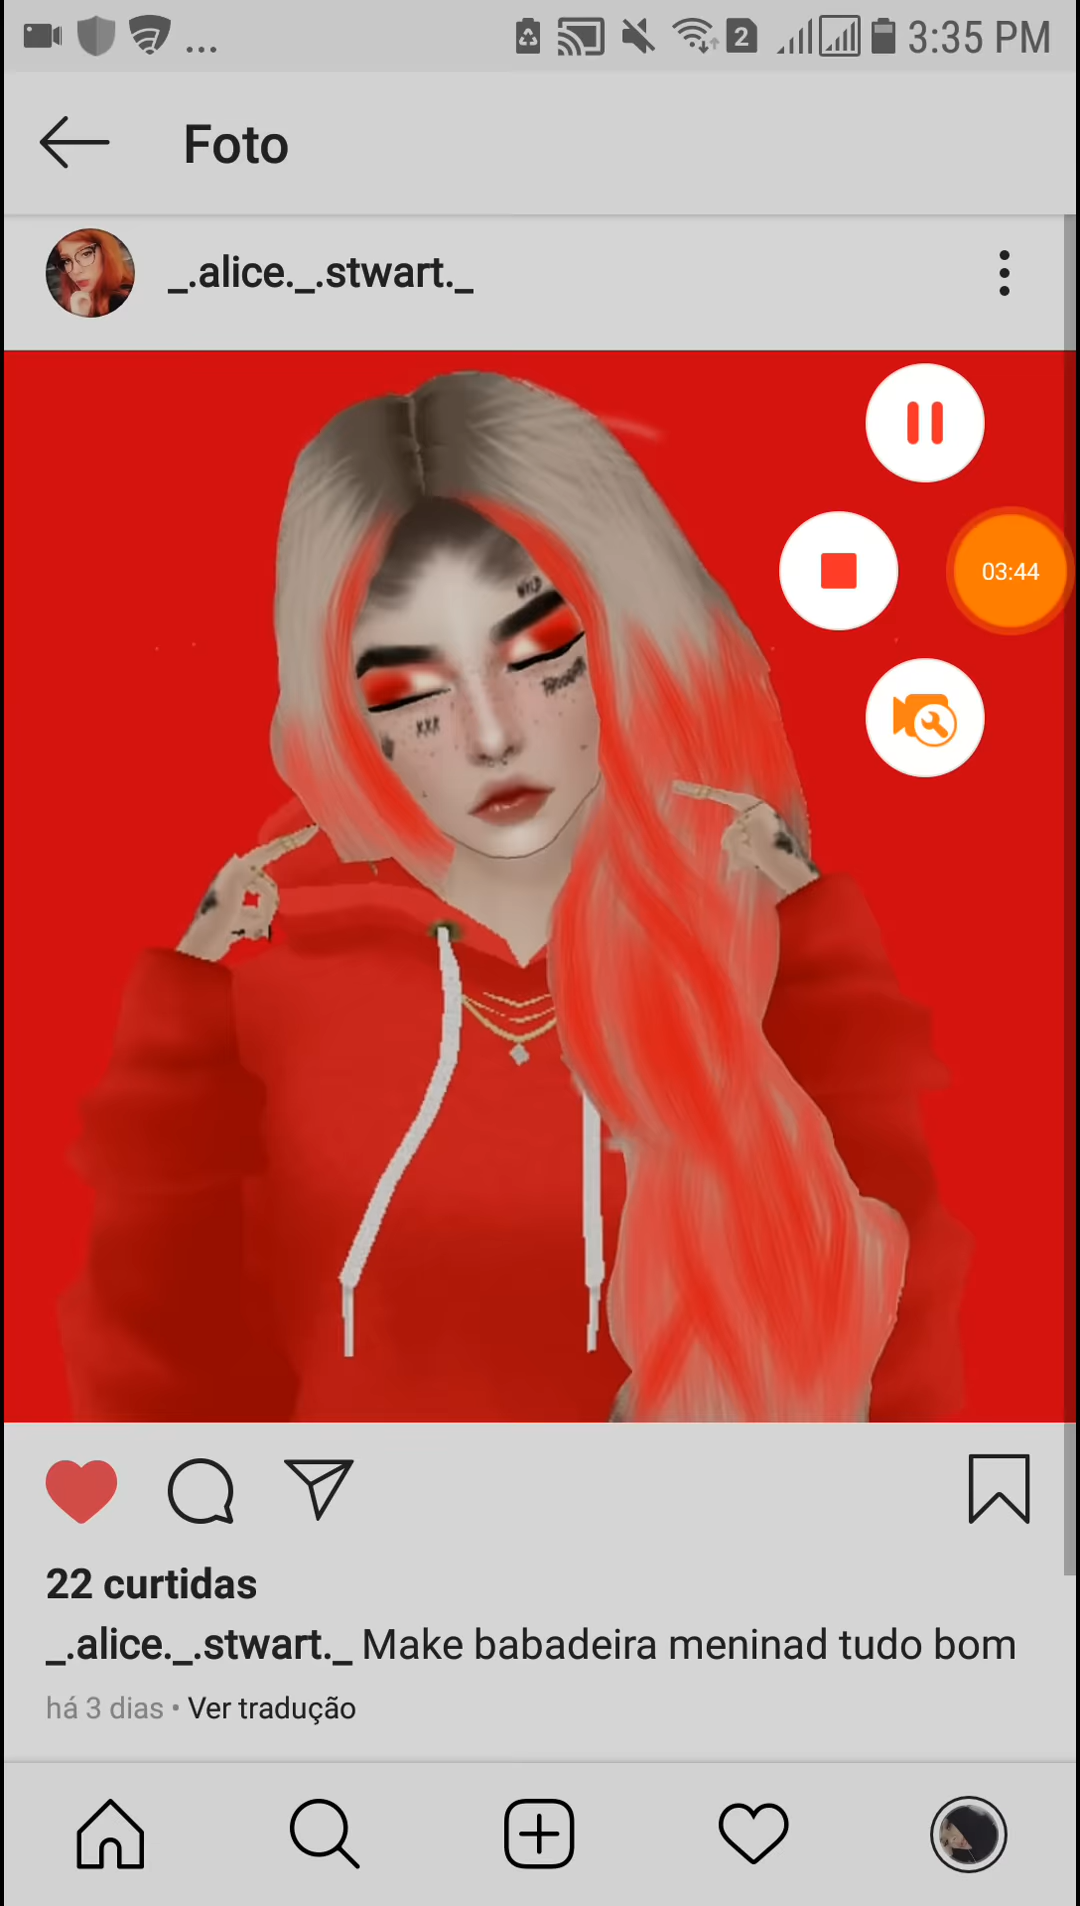 ... 2 3:35 PM
Foto
_.alice._.stwart._
03:44
22 curtidas
_.alice._.stwart._ Make babadeira meninad tudo bom
há 3 dias • Ver tradução